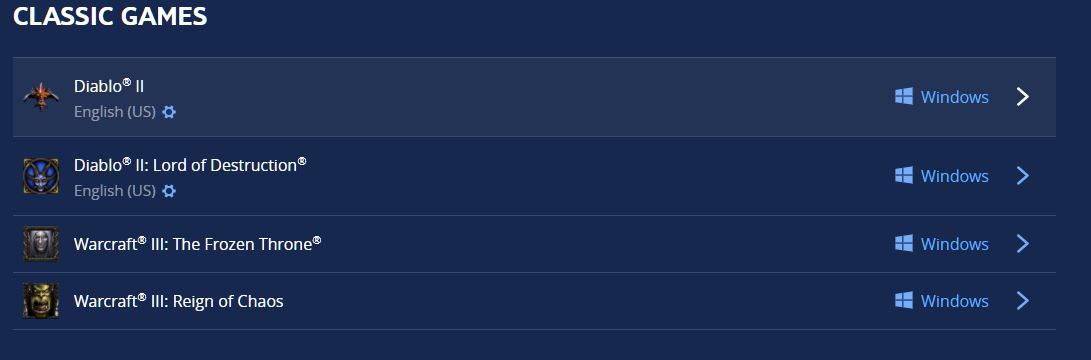 CLASSIC GAMES
Diablo® II
English (US)
Windows
Diablo® II: Lord of Destruction®
English (US)
Windows
Warcraft® III: The Frozen Throne®
Windows
Warcraft® III: Reign of Chaos
Windows